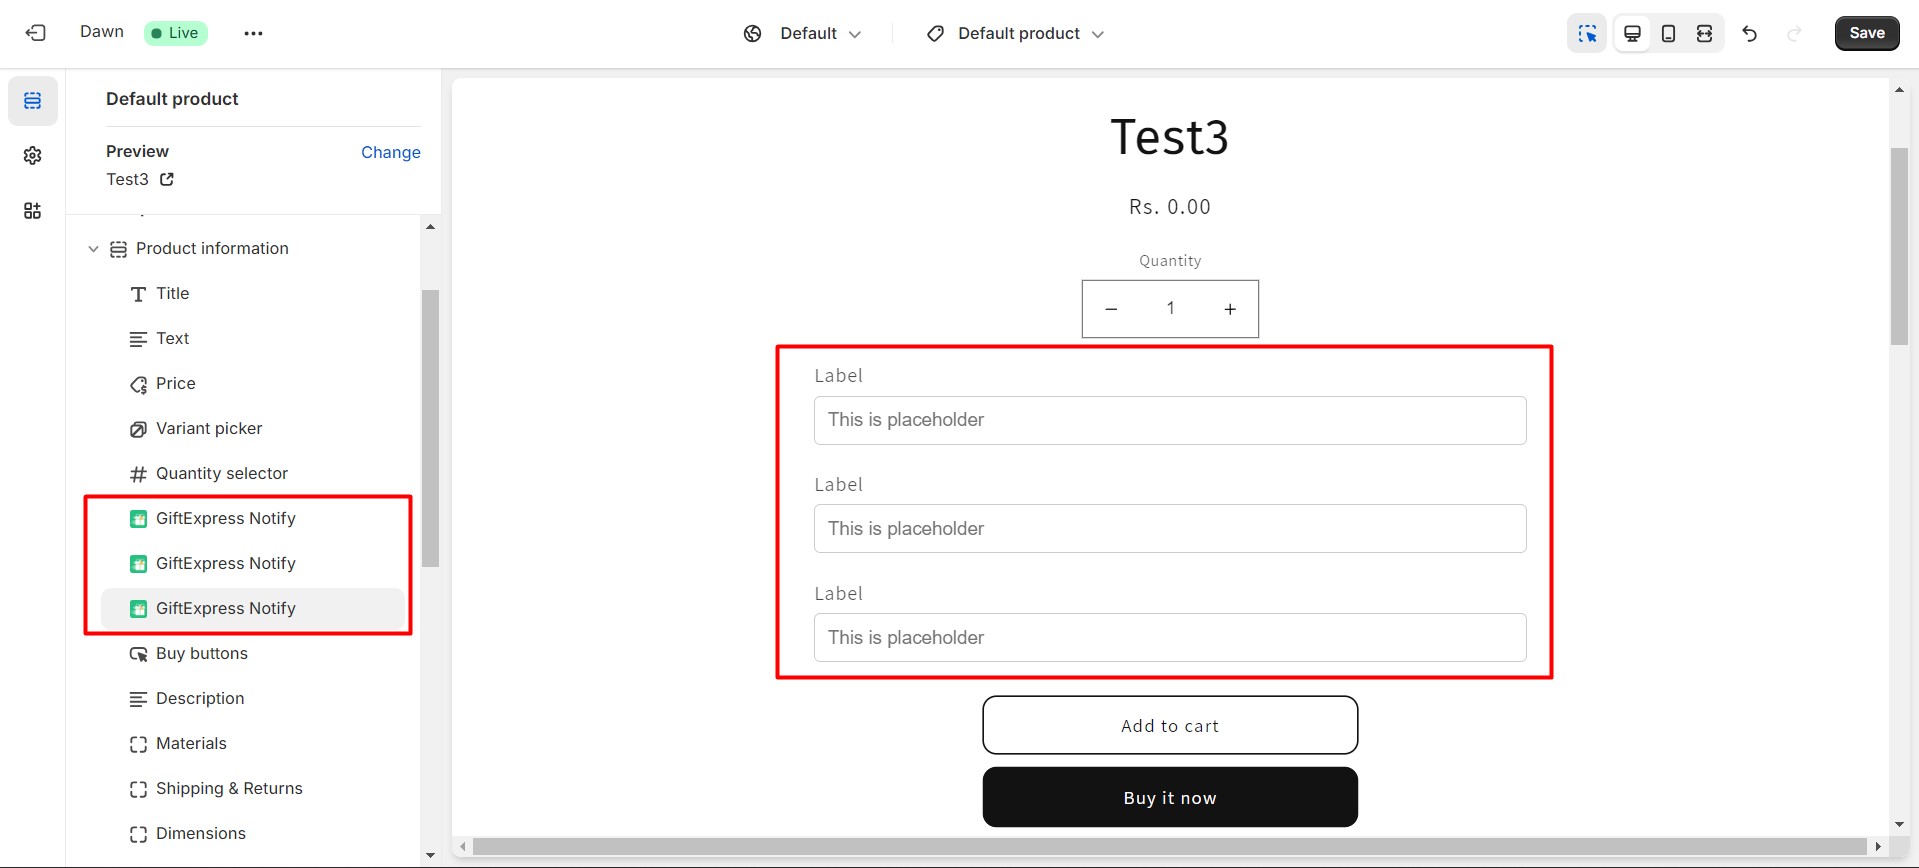 Dawn
Live
Default
Default product
Save
Default product
Preview
Change
Test3
Product information
Title
Text
Price
Variant picker
Quantity selector
GiftExpress Notify
GiftExpress Notify
GiftExpress Notify
Buy buttons
Description
Materials
Shipping & Returns
Dimensions
Test3
Rs. 0.00
Quantity
− 1 +
Label
This is placeholder
Label
This is placeholder
Label
This is placeholder
Add to cart
Buy it now